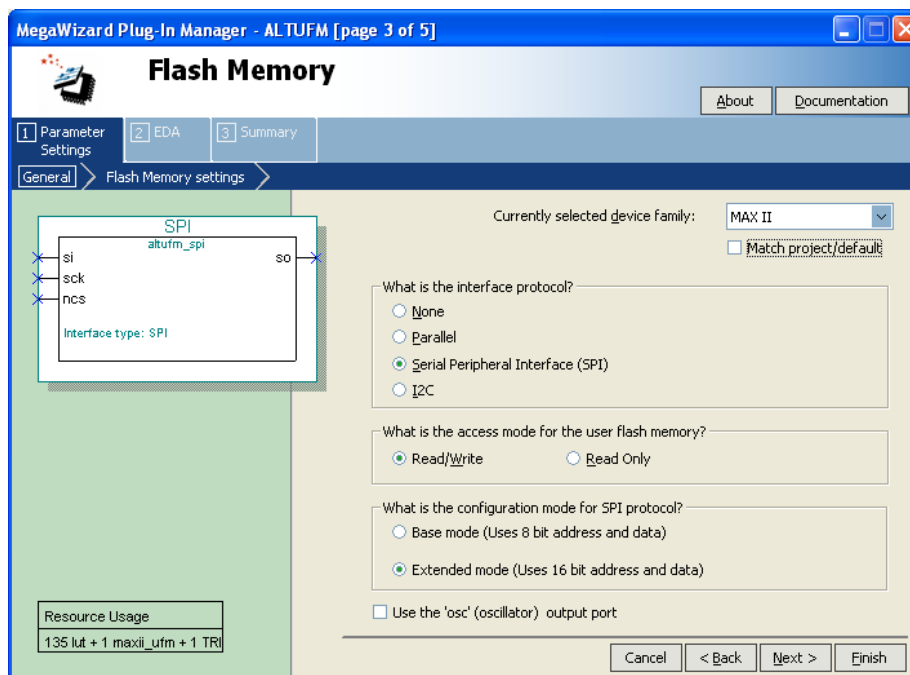 MegaWizard Plug-In Manager - ALTUFM [page 3 of 5]
Flash Memory
About
Documentation
1 Parameter Settings
2 EDA
3 Summary
General
Flash Memory settings
Currently selected device family:
MAX II
Match project/default
SPI
altufm_spi
si
so
sck
ncs
Interface type: SPI
What is the interface protocol?
None
Parallel
Serial Peripheral Interface (SPI)
I2C
What is the access mode for the user flash memory?
Read/Write
Read Only
What is the configuration mode for SPI protocol?
Base mode (Uses 8 bit address and data)
Extended mode (Uses 16 bit address and data)
Use the 'osc' (oscillator) output port
Resource Usage
135 lut + 1 maxii_ufm + 1 TRI
Cancel
< Back
Next >
Finish